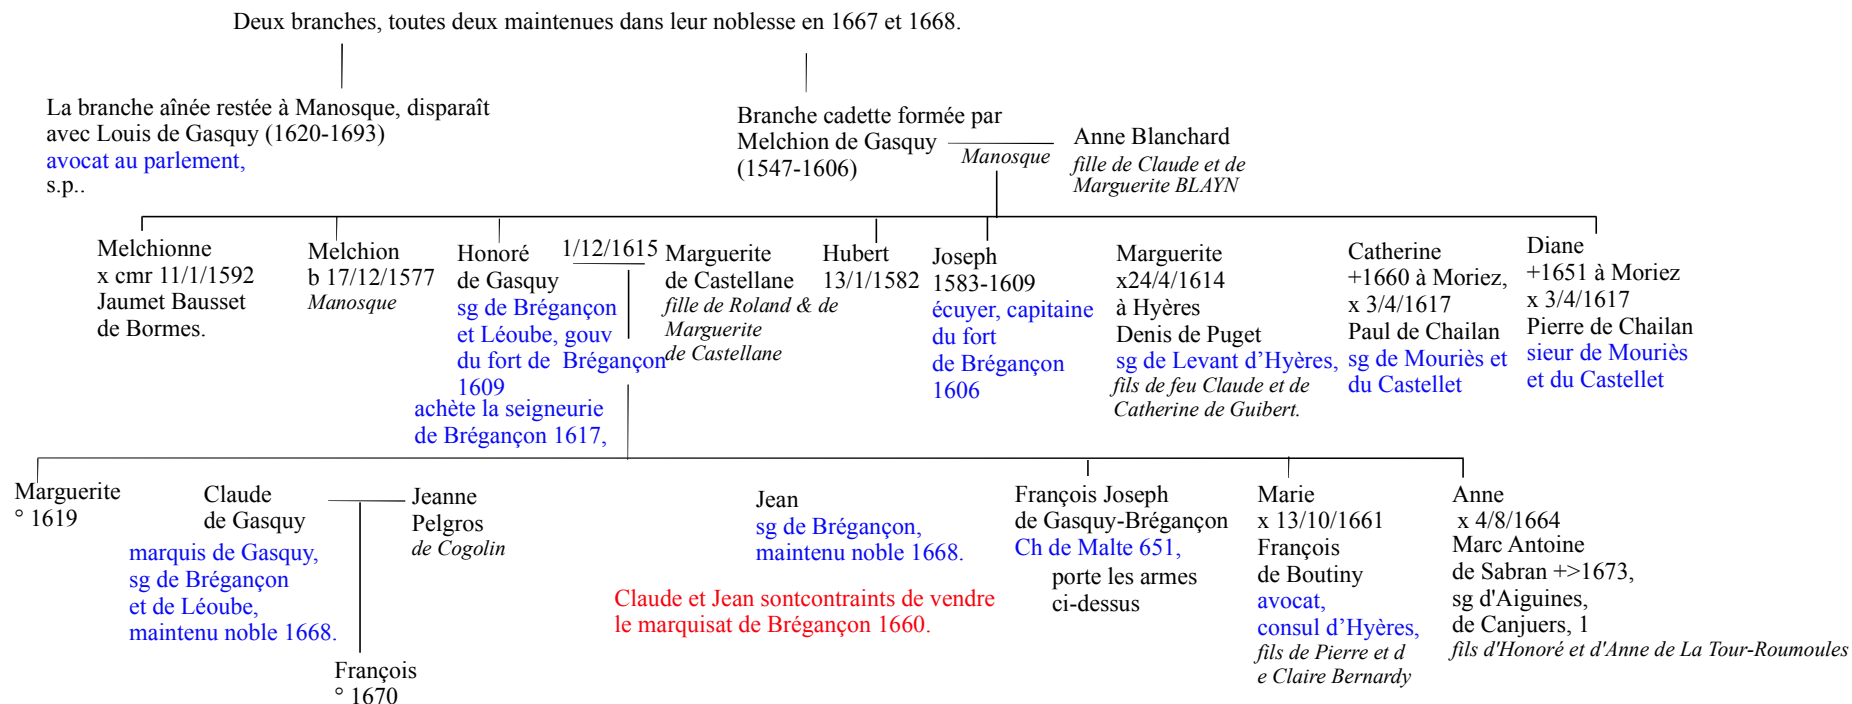 Deux branches, toutes deux maintenues dans leur noblesse en 1667 et 1668.
La branche aînée restée à Manosque, disparaît
avec Louis de Gasquy (1620-1693)
avocat au parlement,
s.p..
Branche cadette formée par
Melchion de Gasquy
(1547-1606)
Manosque
Anne Blanchard
fille de Claude et de
Marguerite BLAYN
Melchionne
x cmr 11/1/1592
Jaumet Bausset
de Bormes.
Melchion
b 17/12/1577
Manosque
Honoré
de Gasquy
sg de Brégançon
et Léoube, gouv
du fort de  Brégançon
1609
achète la seigneurie
de Brégançon 1617,
1/12/1615
Marguerite
de Castellane
fille de Roland & de
Marguerite
de Castellane
Hubert
13/1/1582
Joseph
1583-1609
écuyer, capitaine
du fort
de Brégançon
1606
Marguerite
x24/4/1614
à Hyères
Denis de Puget
sg de Levant d’Hyères,
fils de feu Claude et de
Catherine de Guibert.
Catherine
+1660 à Moriez,
x 3/4/1617
Paul de Chailan
sg de Mouriès et
du Castellet
Diane
+1651 à Moriez
x 3/4/1617
Pierre de Chailan
sieur de Mouriès
et du Castellet
Marguerite
° 1619
Claude
de Gasquy
marquis de Gasquy,
sg de Brégançon
et de Léoube,
maintenu noble 1668.
Jeanne
Pelgros
de Cogolin
François
° 1670
Jean
sg de Brégançon,
maintenu noble 1668.
Claude et Jean sontcontraints de vendre
le marquisat de Brégançon 1660.
François Joseph
de Gasquy-Brégançon
Ch de Malte 651,
porte les armes
ci-dessus
Marie
x 13/10/1661
François
de Boutiny
avocat,
consul d’Hyères,
fils de Pierre et d
e Claire Bernardy
Anne
x 4/8/1664
Marc Antoine
de Sabran +>1673,
sg d'Aiguines,
de Canjuers, 1
fils d'Honoré et d'Anne de La Tour-Roumoules